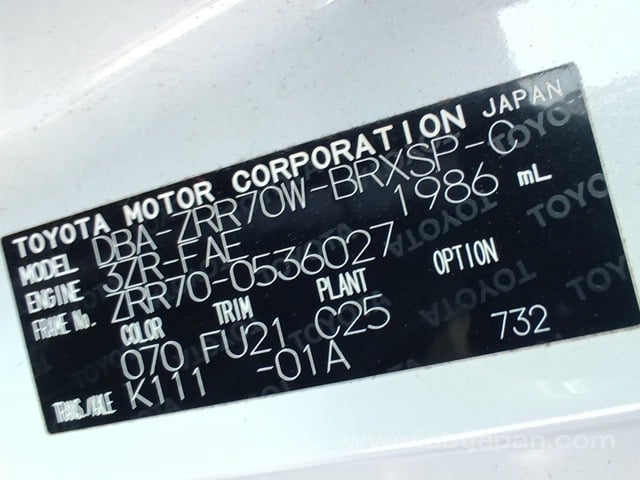 TOYOTA MOTOR CORPORATION JAPAN
MODEL DBA-ZRR70W-BRXSP-C
ENGINE 3ZR-FAE 1986 mL
FRAME No. ZRR70-0536027
COLOR TRIM PLANT OPTION
070 FU21 C25 732
TRANS./AXLE K111 -01A